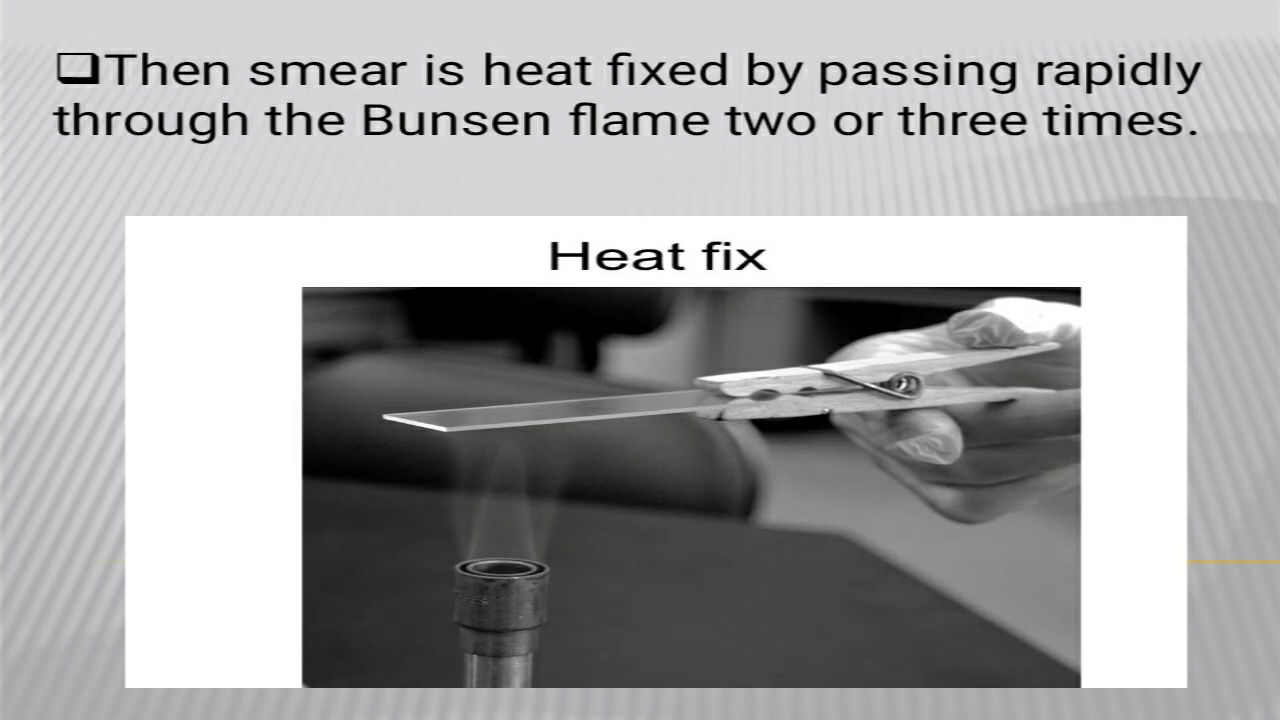 ❑Then smear is heat fixed by passing rapidly
through the Bunsen flame two or three times.
Heat fix